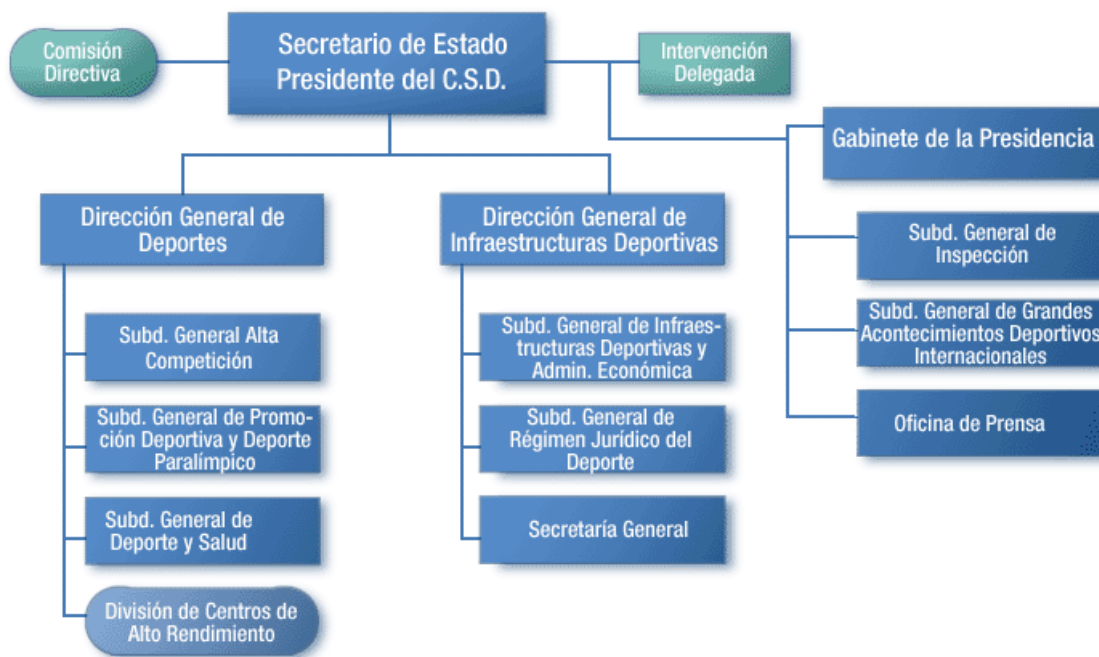 Comisión
Directiva
Secretario de Estado
Presidente del C.S.D.
Intervención
Delegada
Gabinete de la Presidencia
Dirección General de
Deportes
Dirección General de
Infraestructuras Deportivas
Subd. General de
Inspección
Subd. General Alta
Competición
Subd. General de Infrae-
structuras Deportivas y
Admin. Económica
Subd. General de Grandes
Acontecimientos Deportivos
Internacionales
Subd. General de Promo-
ción Deportiva y Deporte
Paralímpico
Subd. General de
Régimen Jurídico del
Deporte
Oficina de Prensa
Subd. General de
Deporte y Salud
Secretaría General
División de Centros de
Alto Rendimiento